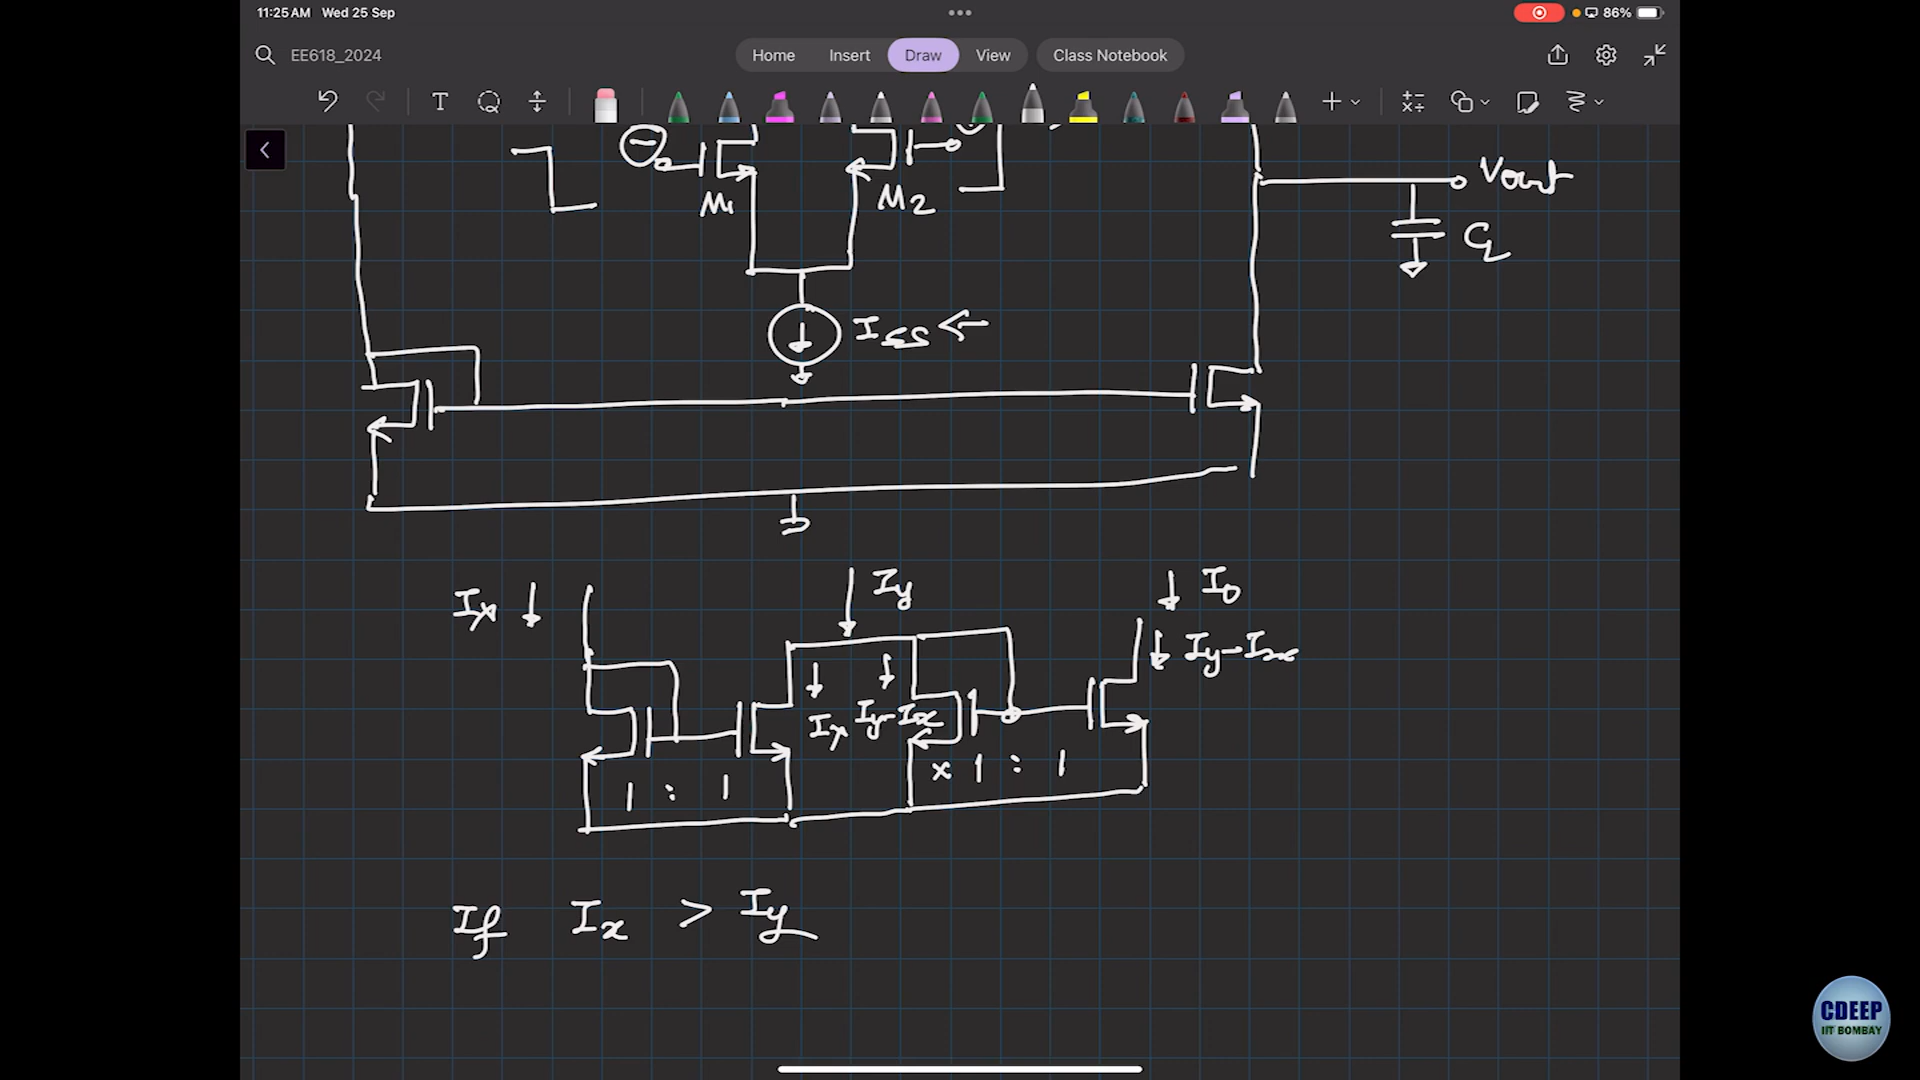 11:25 AM Wed 25 Sep
86%
EE618_2024
Home Insert Draw View Class Notebook
Vout
M1 M2
CL
ISS
Ix Iy I0
Iy-Ix
Ix Iy-Ix
1 : 1 x 1 : 1
If Ix > Iy
CDEEP
IIT BOMBAY